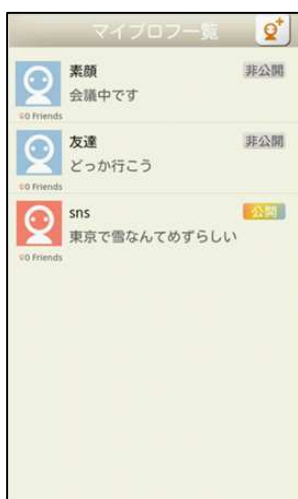 マイプロフ一覧
素顔 非公開
会議中です
0 Friends
友達 非公開
どっか行こう
0 Friends
sns 公開
東京で雪なんてめずらしい
0 Friends